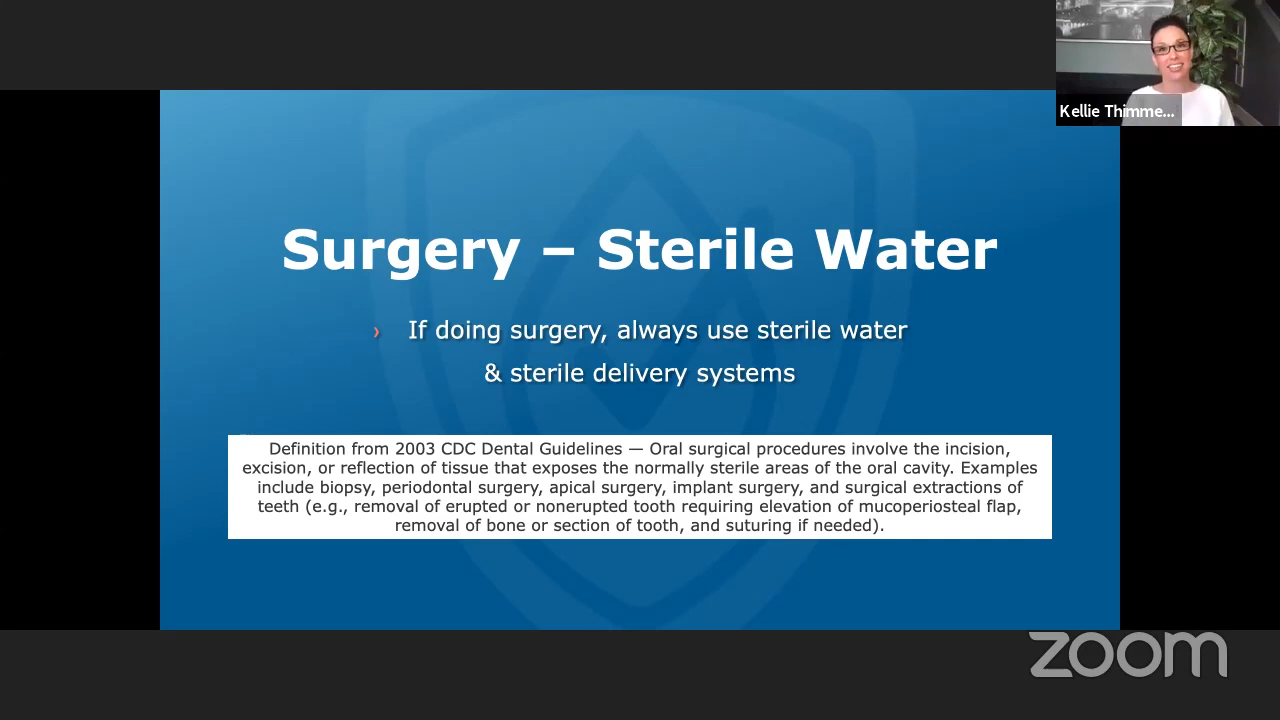 Kellie Thimme...
Surgery – Sterile Water
› If doing surgery, always use sterile water
& sterile delivery systems
Definition from 2003 CDC Dental Guidelines — Oral surgical procedures involve the incision,
excision, or reflection of tissue that exposes the normally sterile areas of the oral cavity. Examples
include biopsy, periodontal surgery, apical surgery, implant surgery, and surgical extractions of
teeth (e.g., removal of erupted or nonerupted tooth requiring elevation of mucoperiosteal flap,
removal of bone or section of tooth, and suturing if needed).
zoom